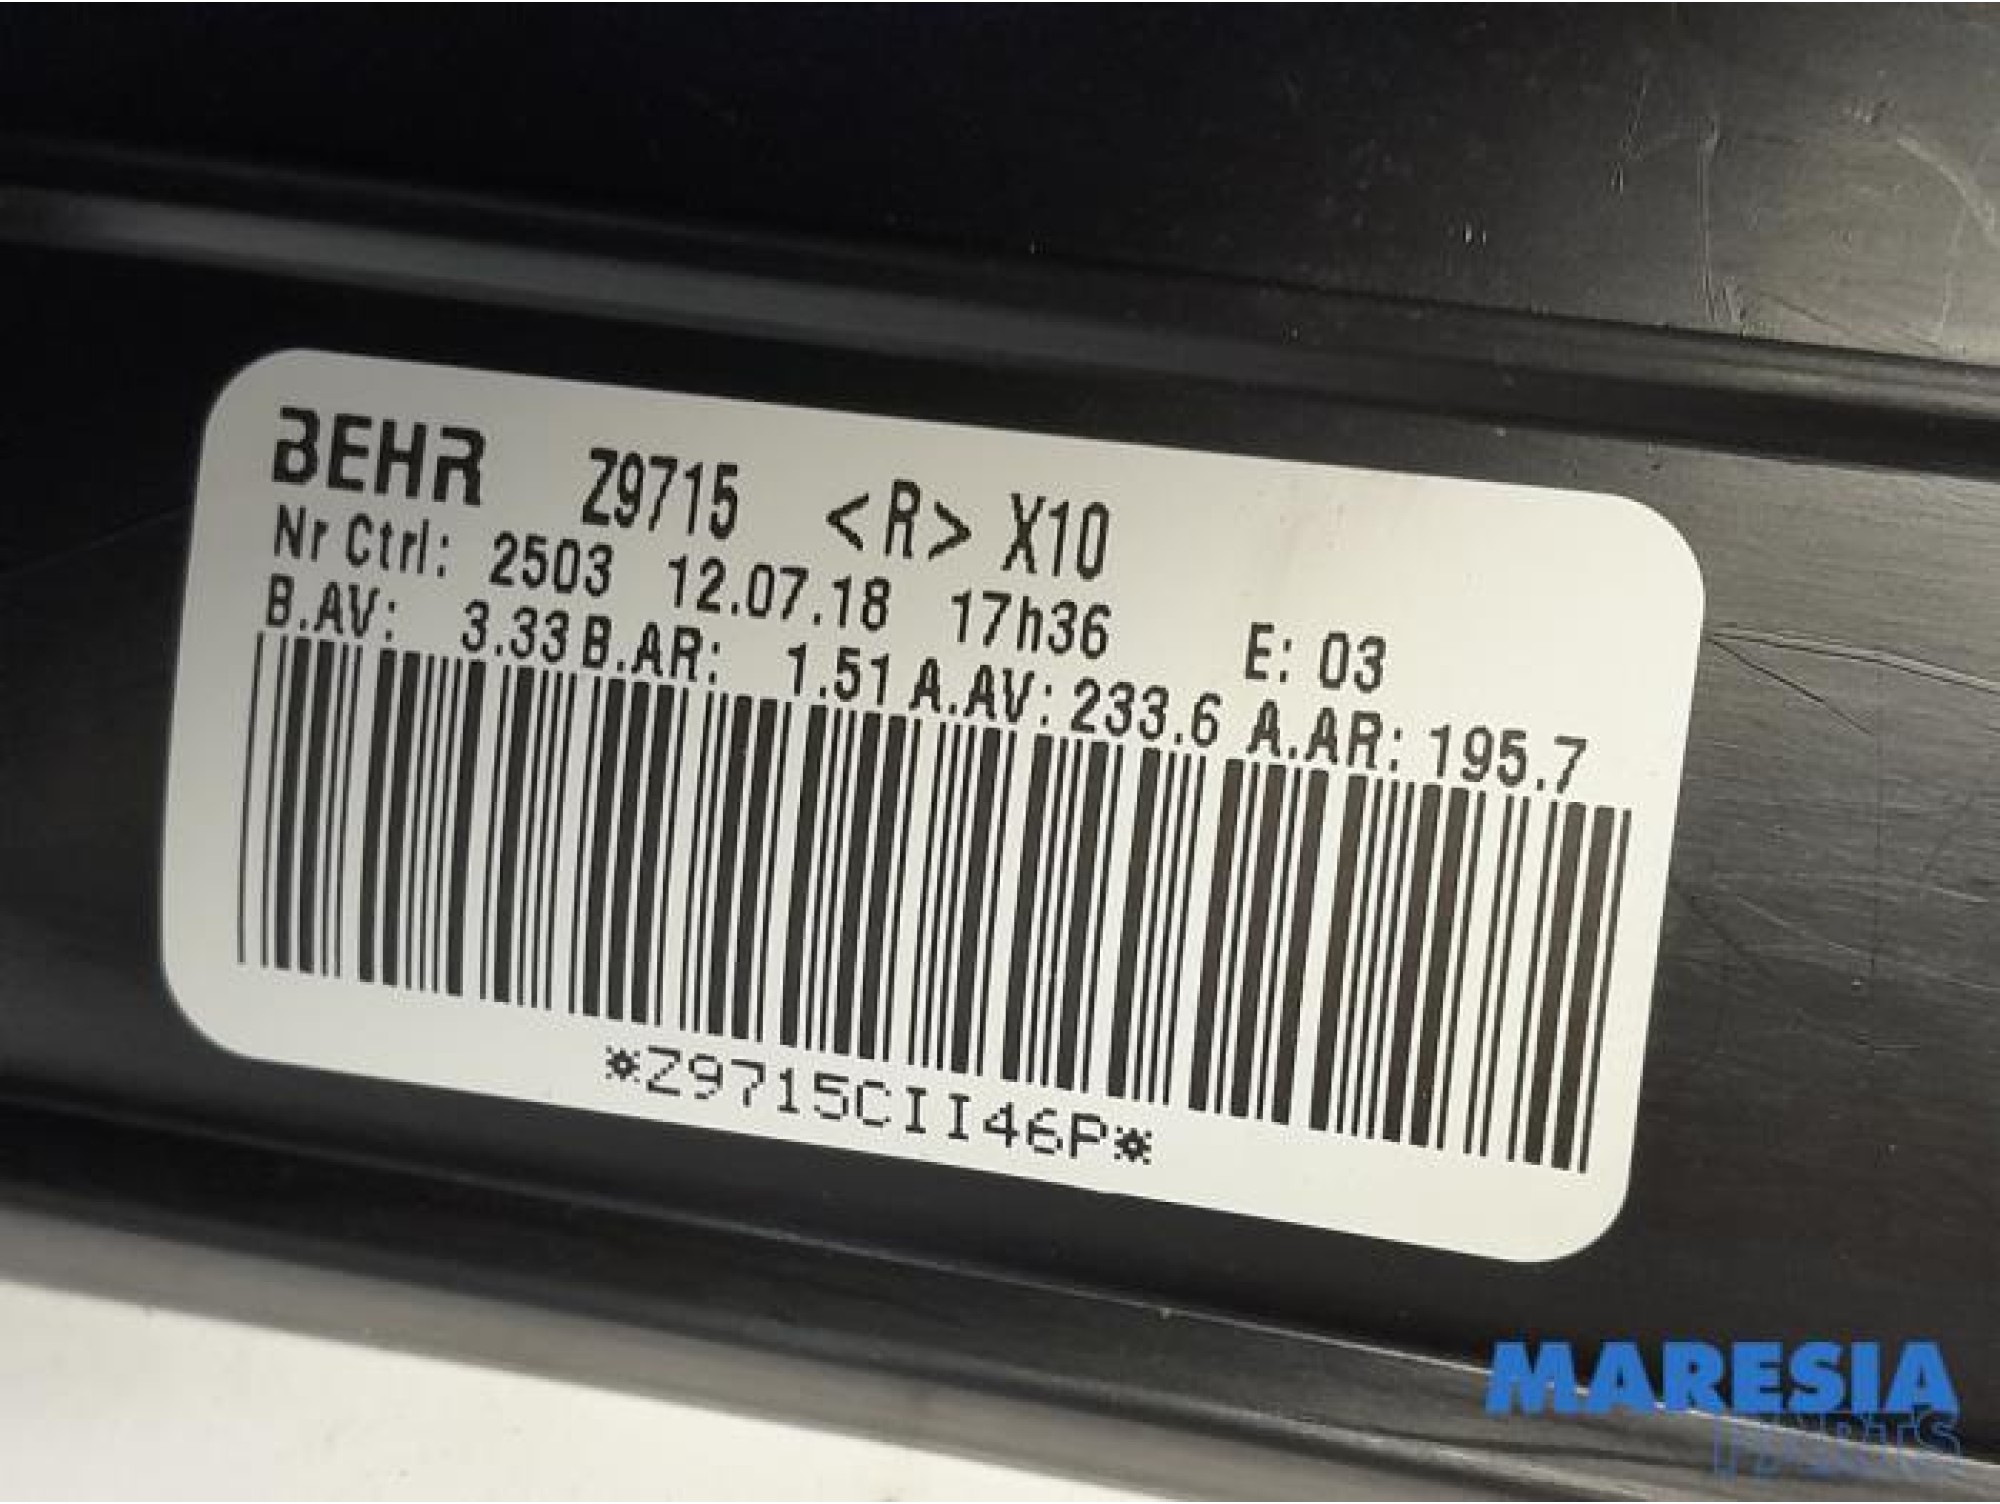 BEHR Z9715 <R> X10
Nr Ctrl: 2503 12.07.18 17h36 E: 03
B.AV: 3.33 B.AR: 1.51 A.AV: 233.6 A.AR: 195.7
*Z9715CII46P*
MARESIA
PARTS